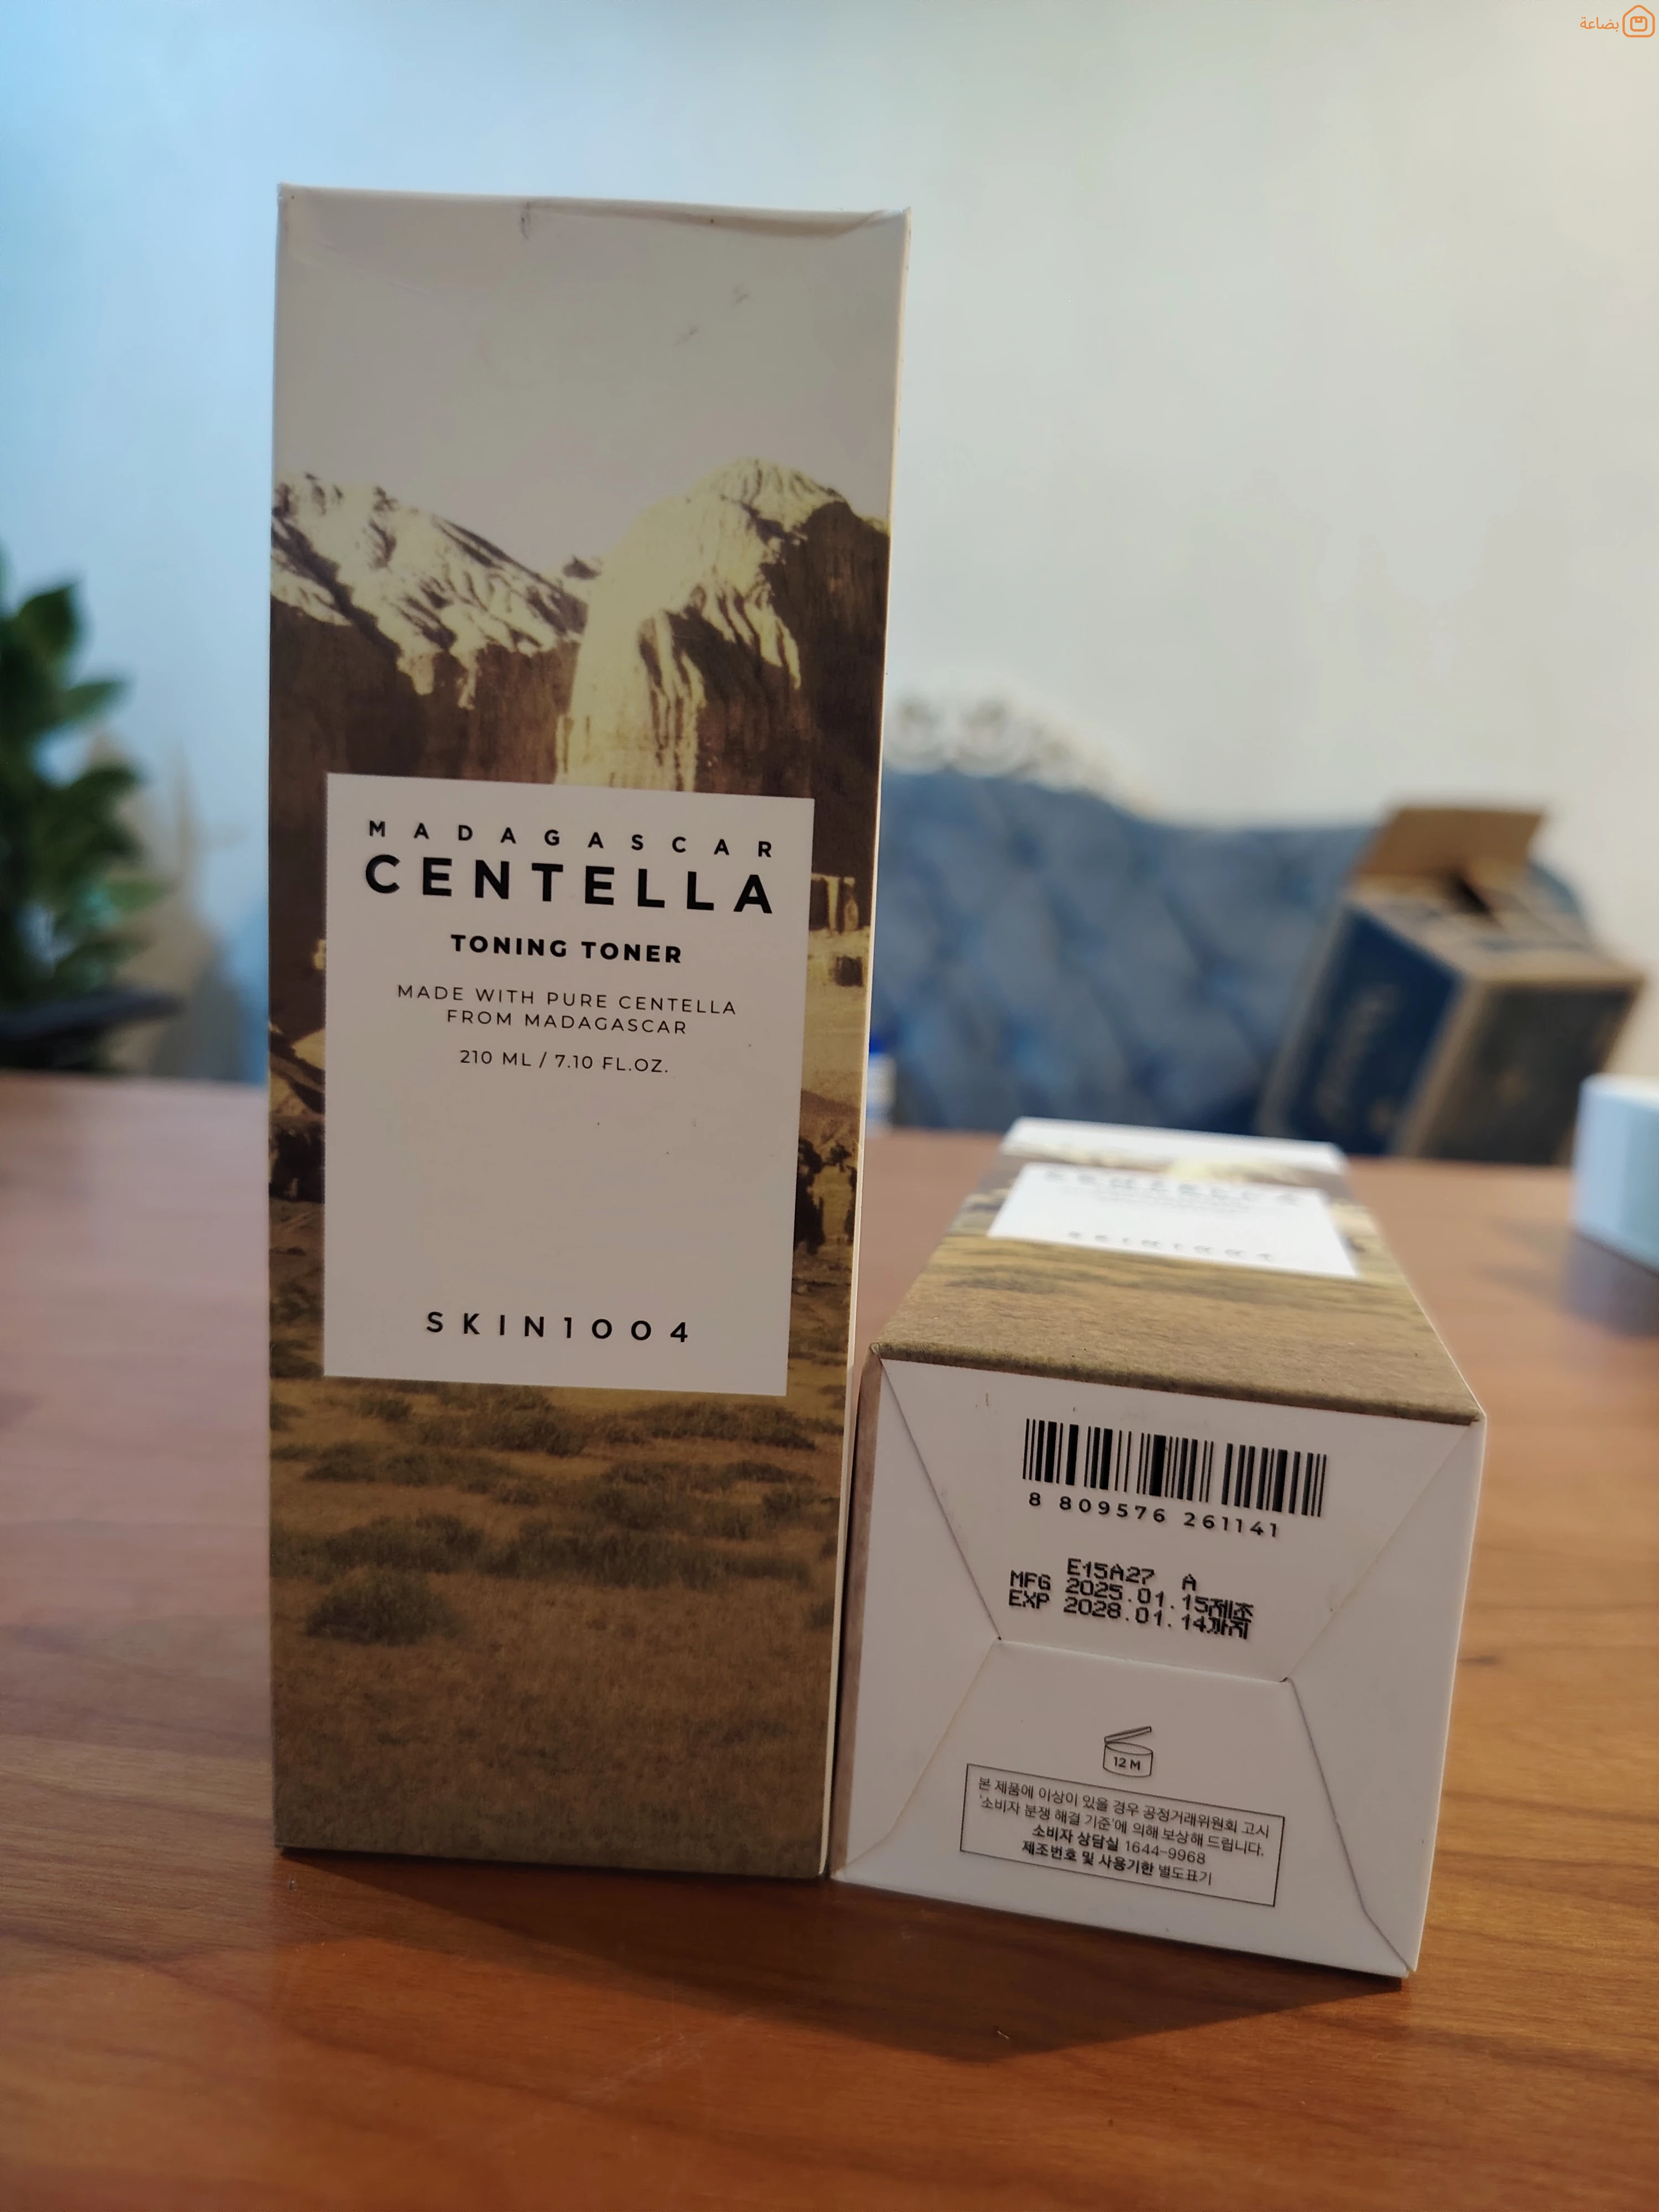 بضاعة
MADAGASCAR
CENTELLA
TONING TONER
MADE WITH PURE CENTELLA
FROM MADAGASCAR
210 ML / 7.10 FL.OZ.
SKIN1004
CENTELLA
SKIN1004
8 809576 261141
E15A27 A
MFG 2025.01.15제조
EXP 2028.01.14까지
12 M
본 제품에 이상이 있을 경우 공정거래위원회 고시
'소비자 분쟁 해결 기준'에 의해 보상해 드립니다.
소비자 상담실 1644-9968
제조번호 및 사용기한 별도표기